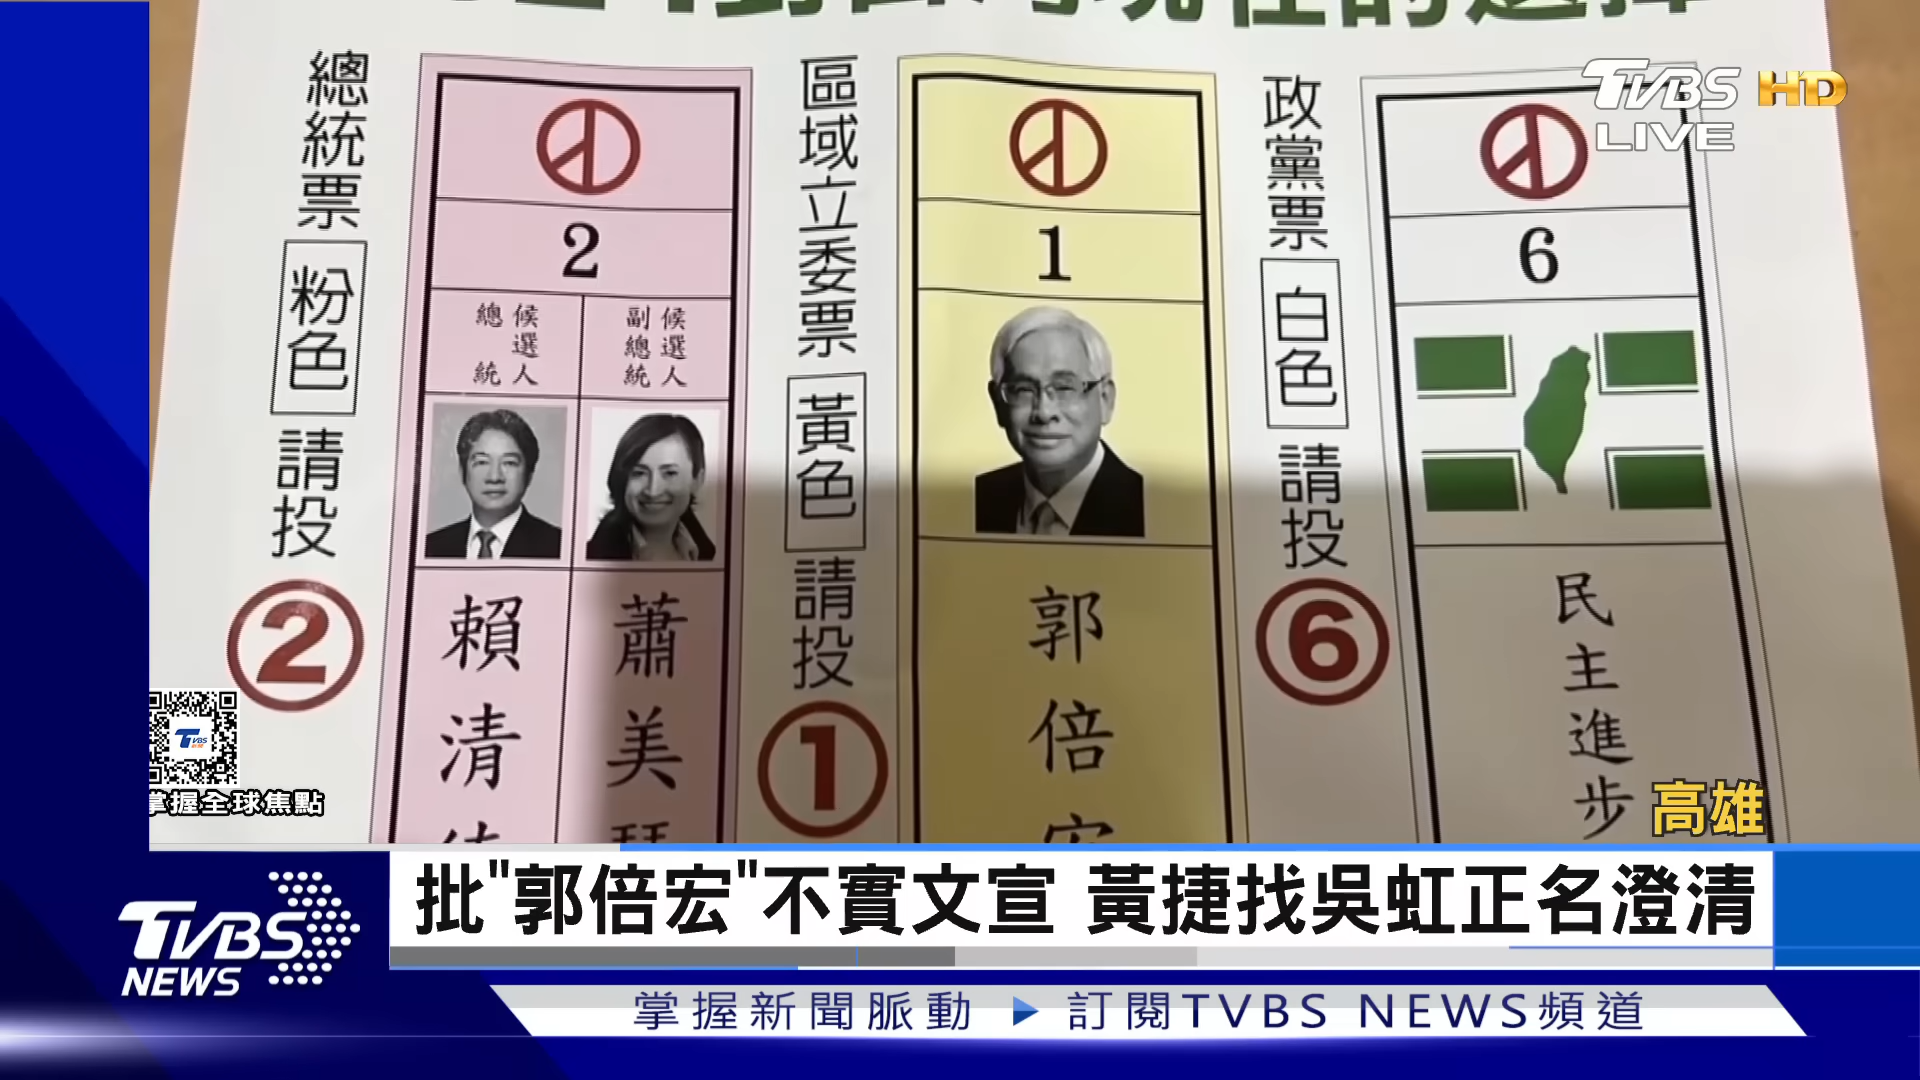 總統票 粉色 請投 2
2
總統 候選人
副總統 候選人
賴清
蕭美
區域立委票 黃色 請投 1
1
郭倍
政黨票 白色 請投 6
6
民主進步
TVBS HD
LIVE
TVBS
掌握全球焦點
高雄
批"郭倍宏"不實文宣 黃捷找吳虹正名澄清
TVBS
NEWS
掌握新聞脈動 ▶ 訂閱TVBS NEWS頻道